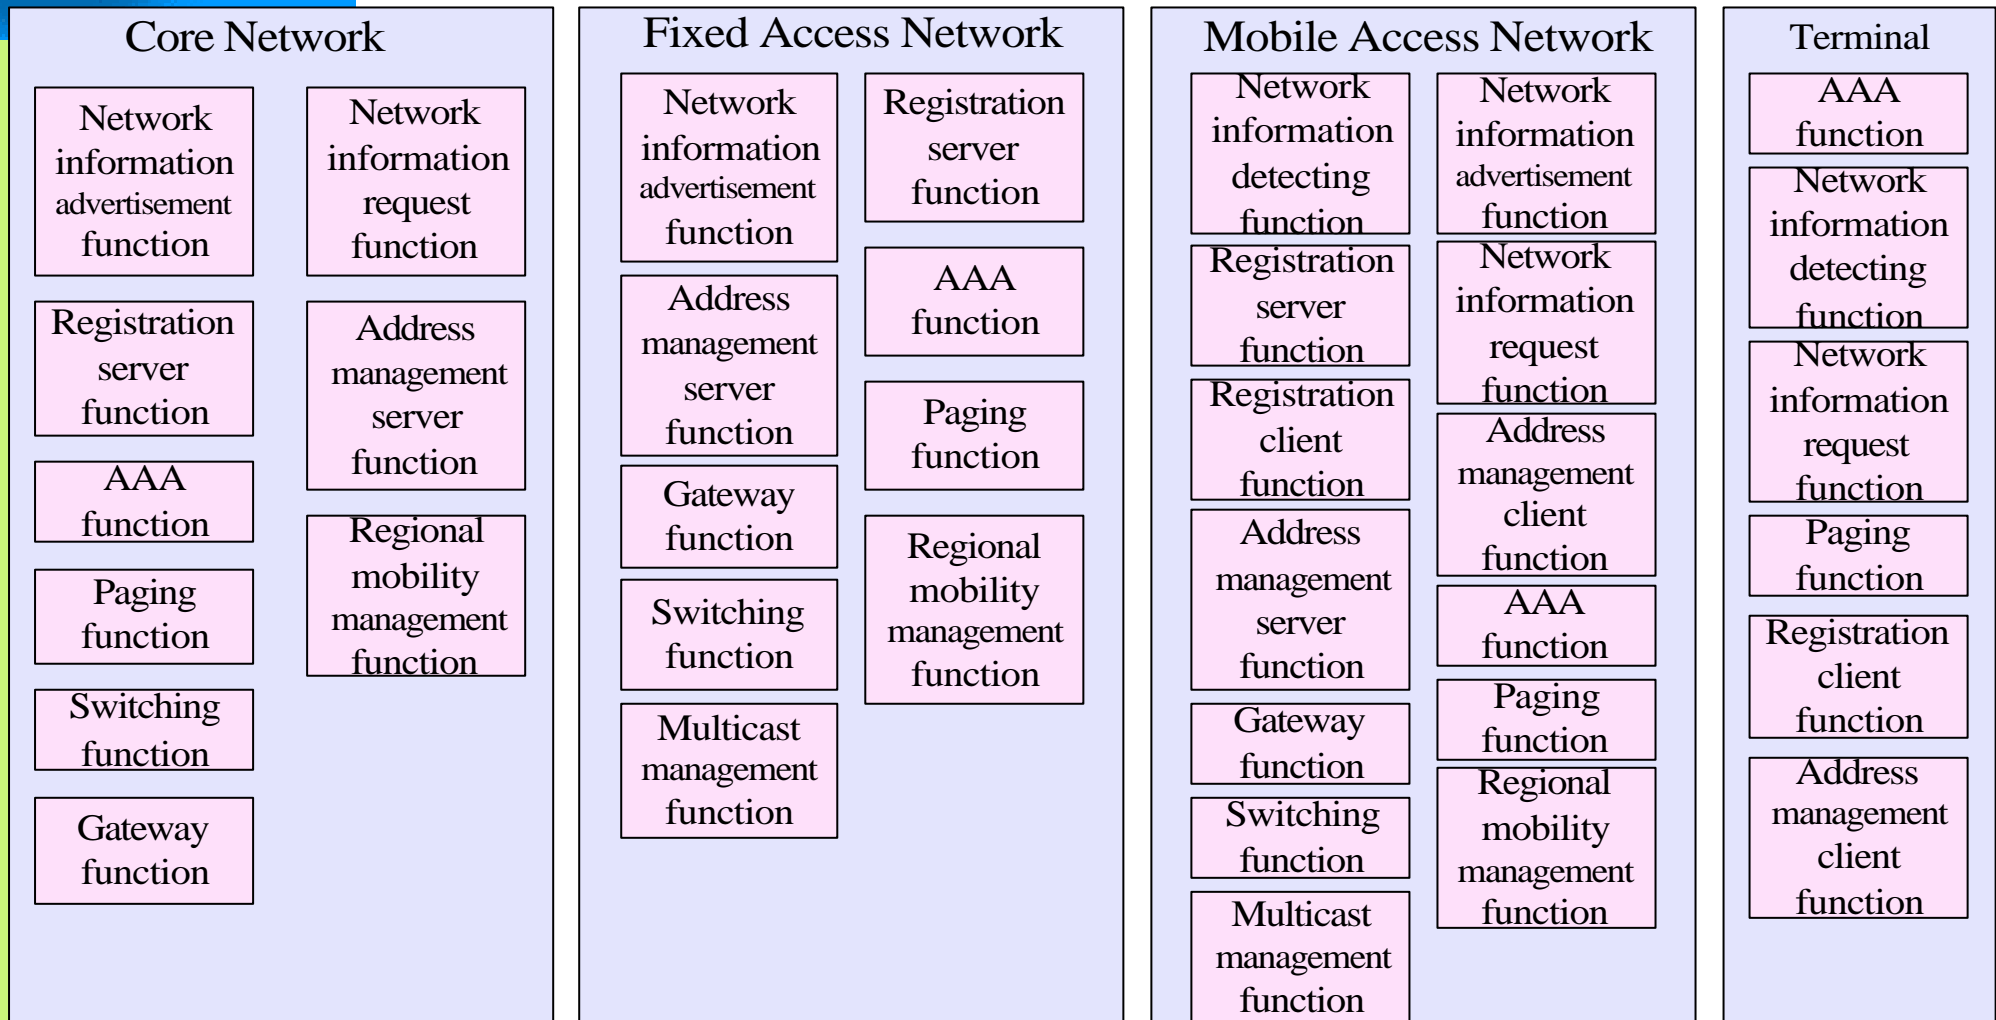 Core Network
Network
information
advertisement
function
Network
information
request
function
Registration
server
function
Address
management
server
function
AAA
function
Regional
mobility
management
function
Paging
function
Switching
function
Gateway
function
Fixed Access Network
Network
information
advertisement
function
Registration
server
function
AAA
function
Address
management
server
function
Paging
function
Gateway
function
Regional
mobility
management
function
Switching
function
Multicast
management
function
Mobile Access Network
Network
information
detecting
function
Network
information
advertisement
function
Registration
server
function
Network
information
request
function
Registration
client
function
Address
management
client
function
Address
management
server
function
AAA
function
Paging
function
Gateway
function
Regional
mobility
management
function
Switching
function
Multicast
management
function
Terminal
AAA
function
Network
information
detecting
function
Network
information
request
function
Paging
function
Registration
client
function
Address
management
client
function